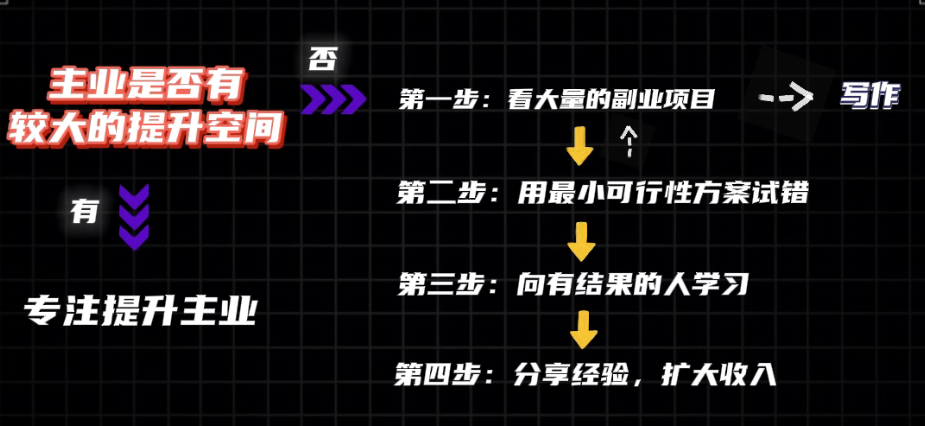 主业是否有
较大的提升空间
否
第一步：看大量的副业项目
写作
第二步：用最小可行性方案试错
有
第三步：向有结果的人学习
专注提升主业
第四步：分享经验，扩大收入